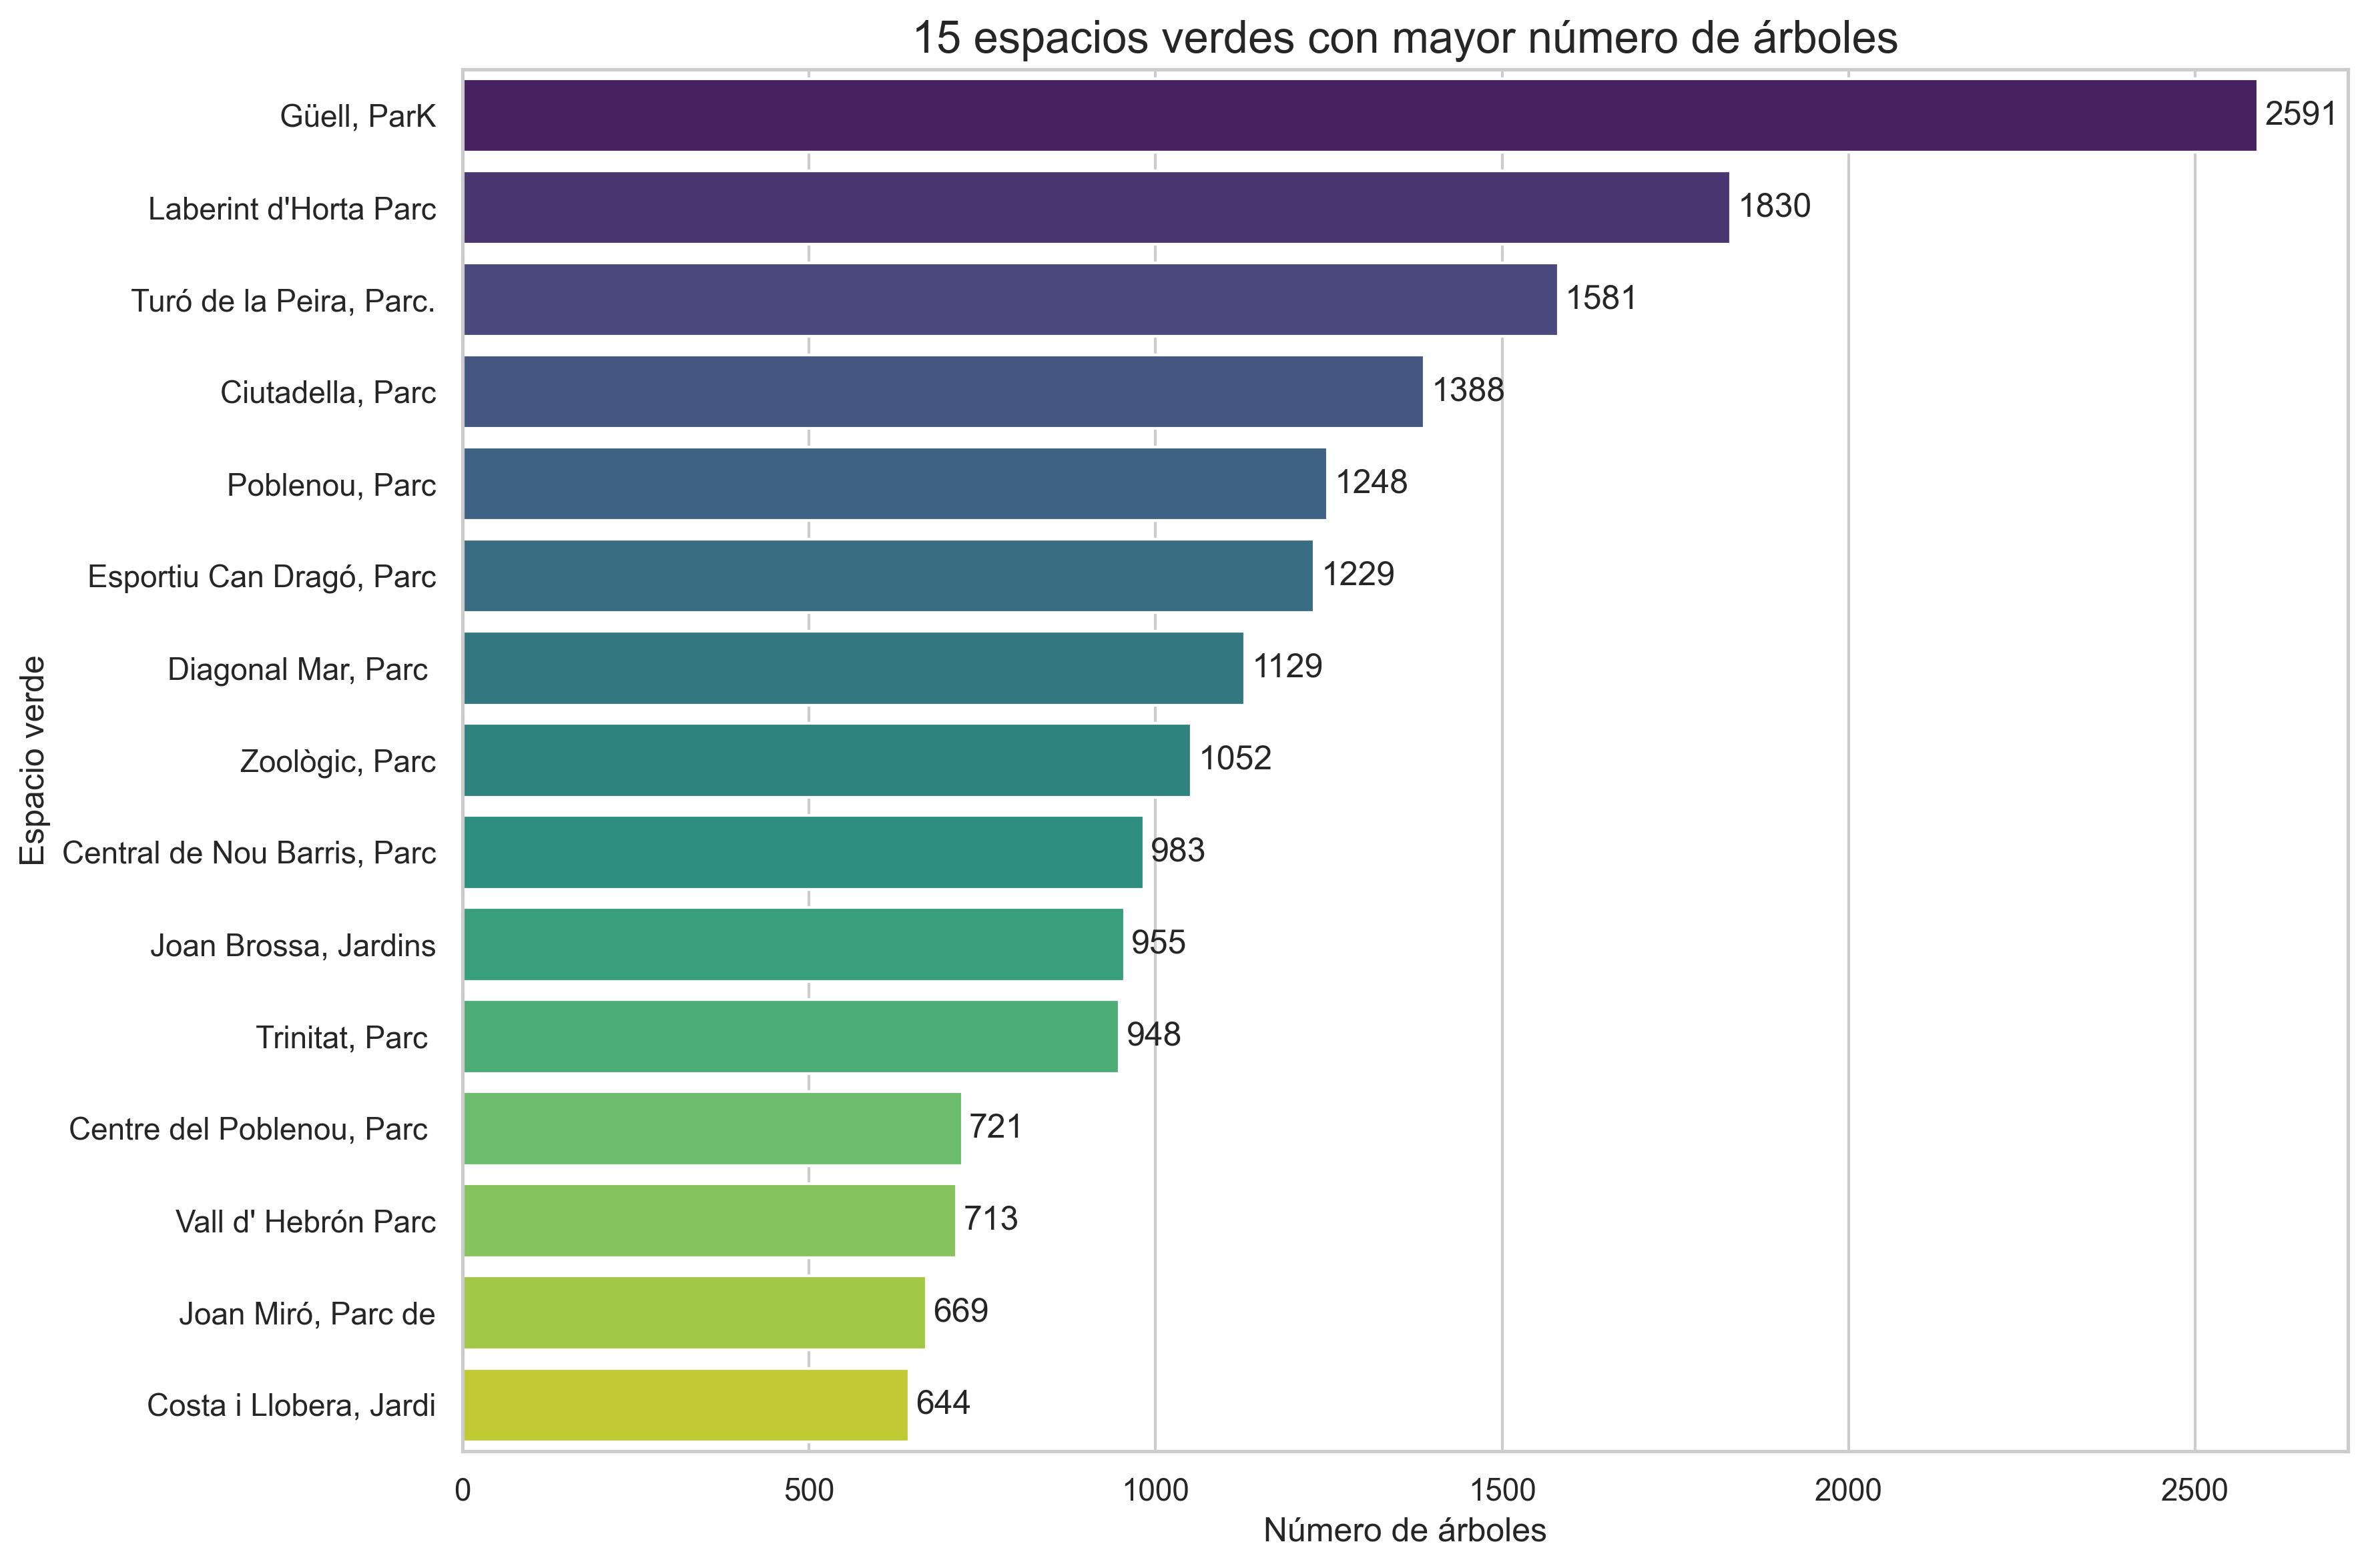 15 espacios verdes con mayor número de árboles
Güell, ParK 2591
Laberint d'Horta Parc 1830
Turó de la Peira, Parc. 1581
Ciutadella, Parc 1388
Poblenou, Parc 1248
Esportiu Can Dragó, Parc 1229
Diagonal Mar, Parc 1129
Zoològic, Parc 1052
Central de Nou Barris, Parc 983
Joan Brossa, Jardins 955
Trinitat, Parc 948
Centre del Poblenou, Parc 721
Vall d' Hebrón Parc 713
Joan Miró, Parc de 669
Costa i Llobera, Jardi 644
Espacio verde
0 500 1000 1500 2000 2500
Número de árboles